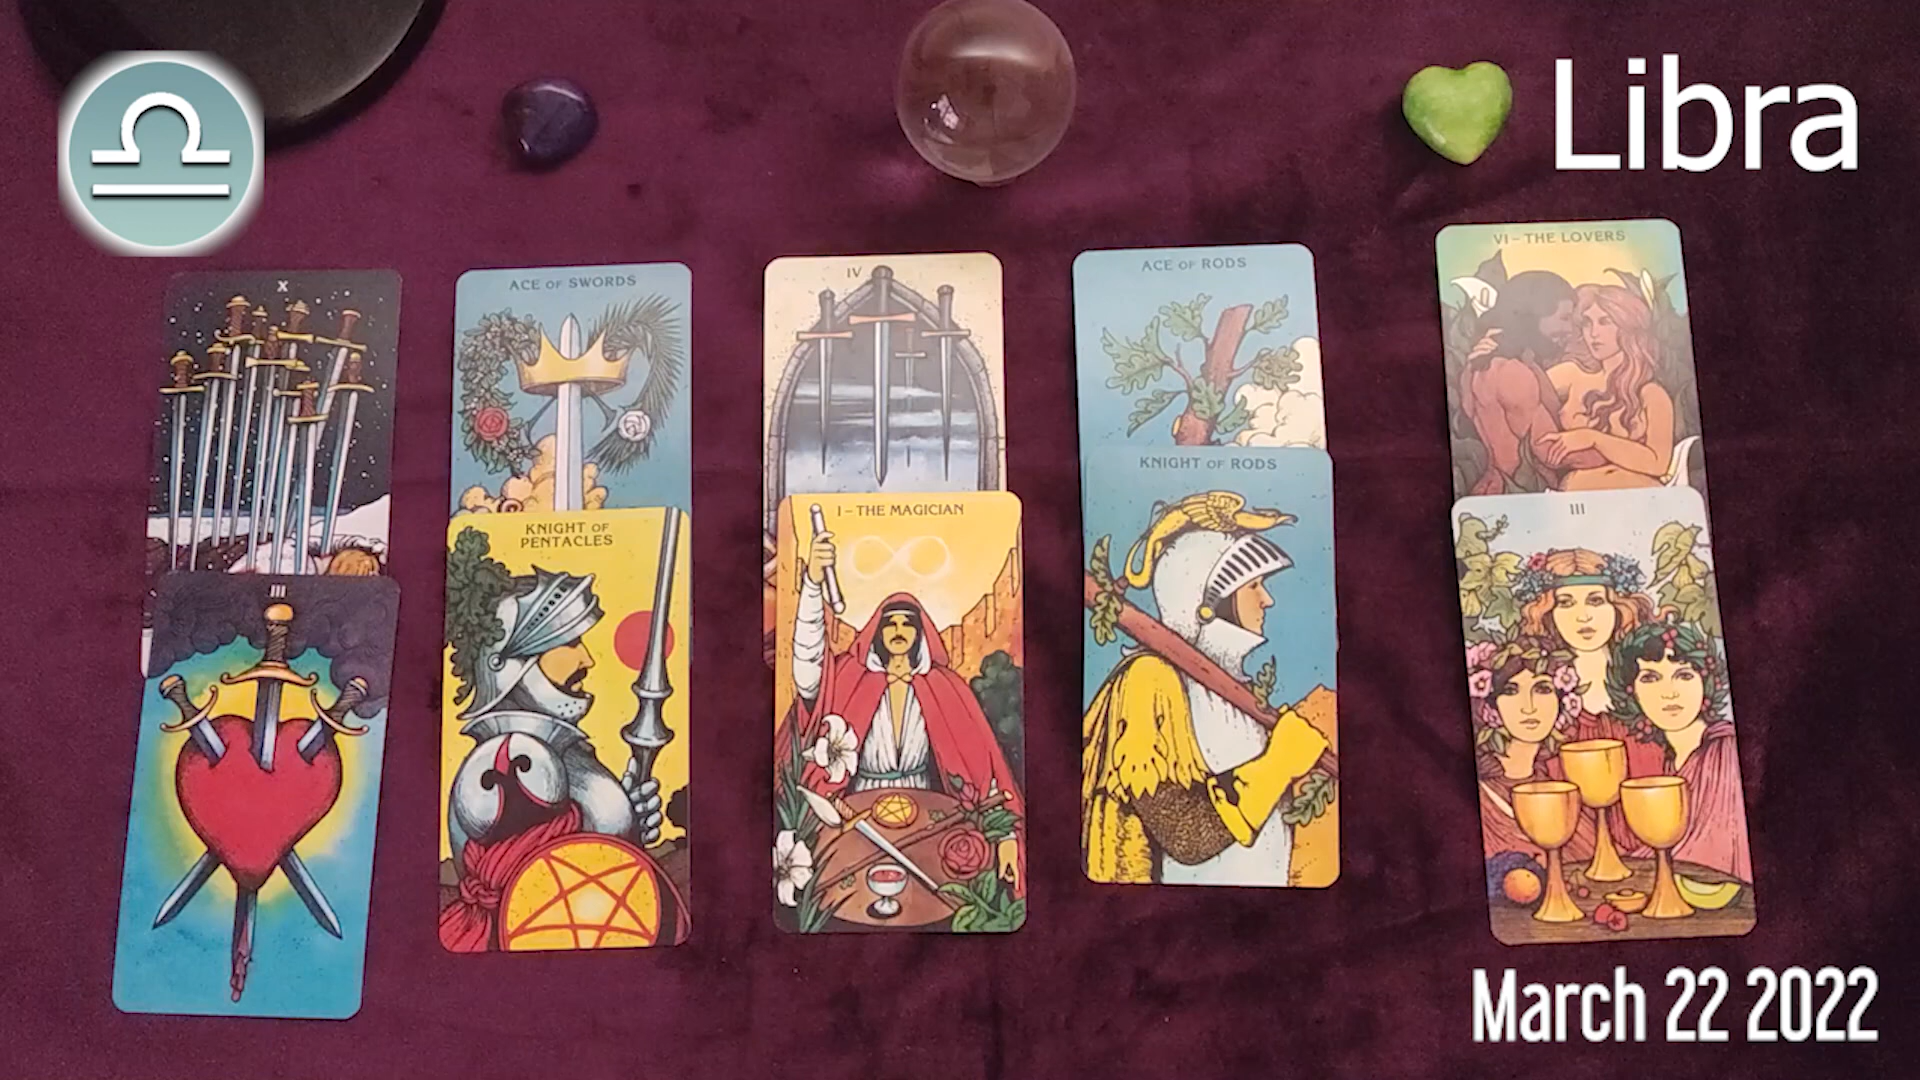 Libra
X
ACE OF SWORDS
IV
ACE OF RODS
VI - THE LOVERS
III
KNIGHT OF
PENTACLES
I - THE MAGICIAN
KNIGHT OF RODS
III
March 22 2022